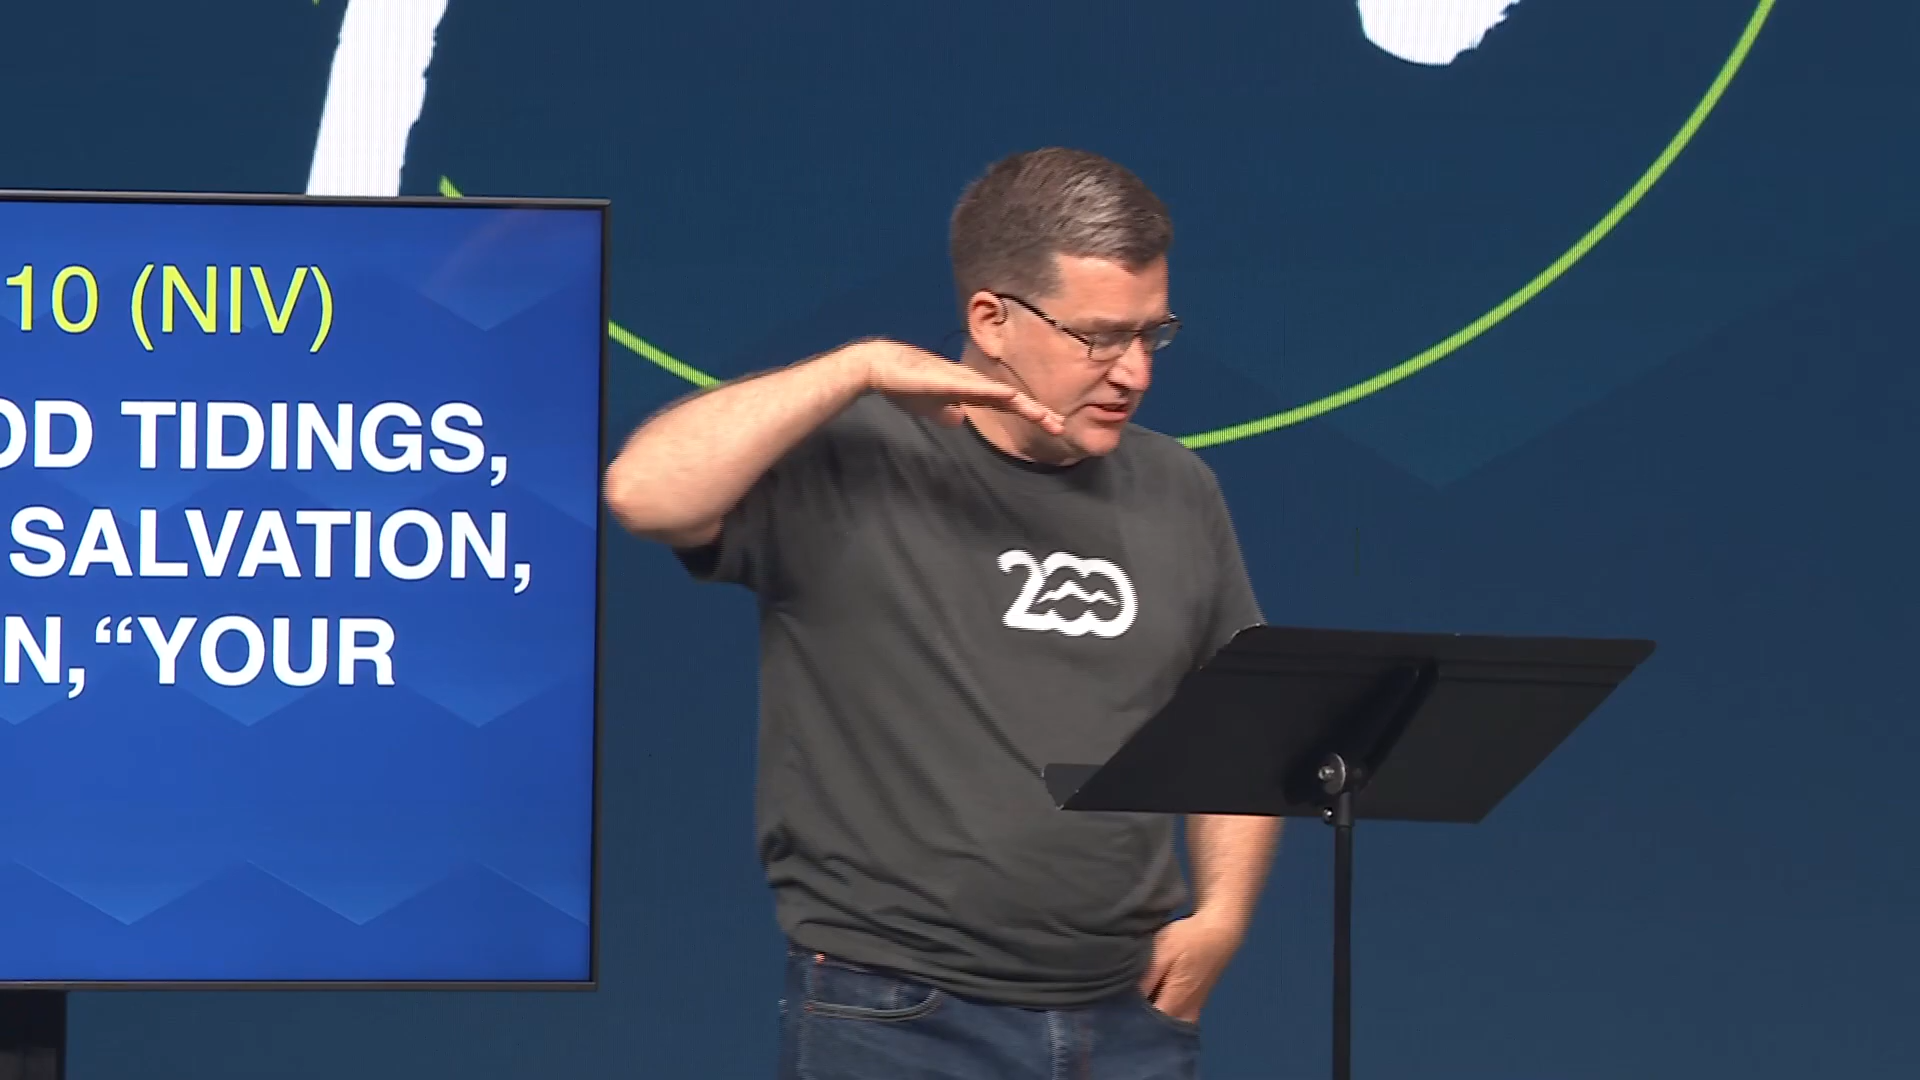 10 (NIV)
OD TIDINGS,
SALVATION,
N, “YOUR
200